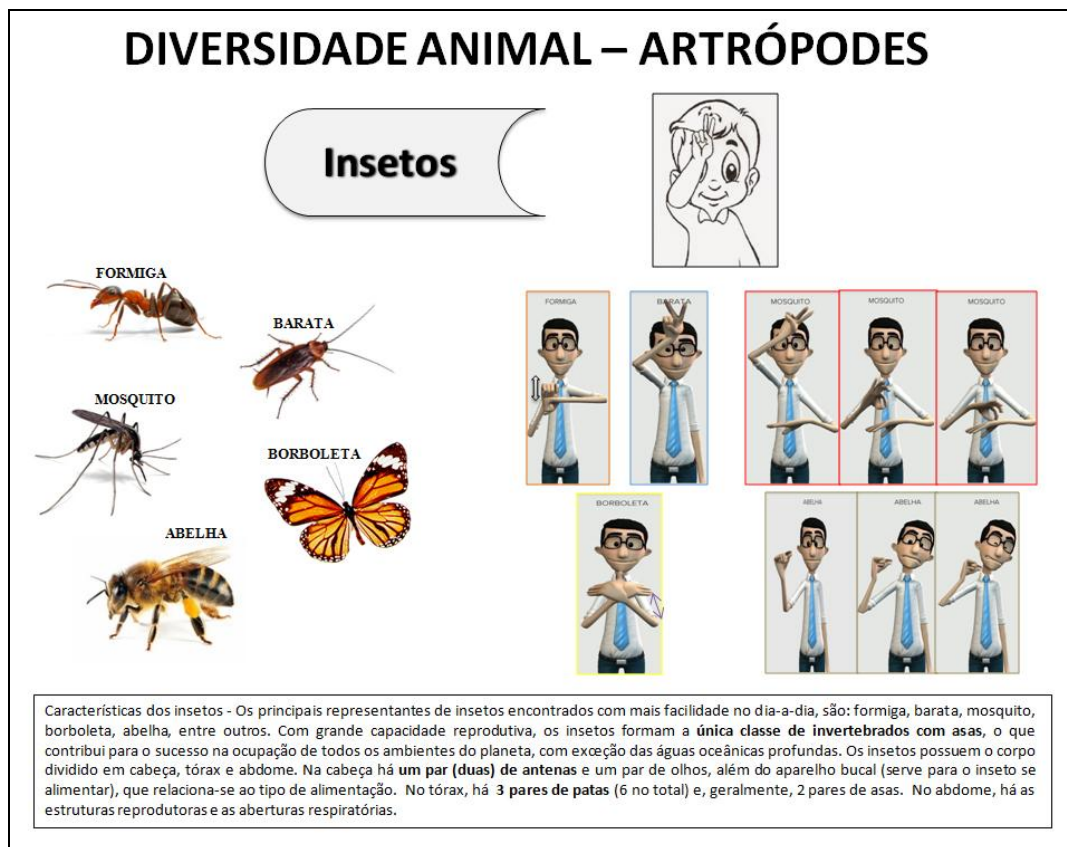 DIVERSIDADE ANIMAL – ARTRÓPODES
Insetos
FORMIGA
BARATA
MOSQUITO
BORBOLETA
ABELHA
FORMIGA
BARATA
MOSQUITO
MOSQUITO
MOSQUITO
BORBOLETA
ABELHA
ABELHA
ABELHA
Características dos insetos - Os principais representantes de insetos encontrados com mais facilidade no dia-a-dia, são: formiga, barata, mosquito,
borboleta, abelha, entre outros. Com grande capacidade reprodutiva, os insetos formam a única classe de invertebrados com asas, o que
contribui para o sucesso na ocupação de todos os ambientes do planeta, com exceção das águas oceânicas profundas. Os insetos possuem o corpo
dividido em cabeça, tórax e abdome. Na cabeça há um par (duas) de antenas e um par de olhos, além do aparelho bucal (serve para o inseto se
alimentar), que relaciona-se ao tipo de alimentação. No tórax, há 3 pares de patas (6 no total) e, geralmente, 2 pares de asas. No abdome, há as
estruturas reprodutoras e as aberturas respiratórias.